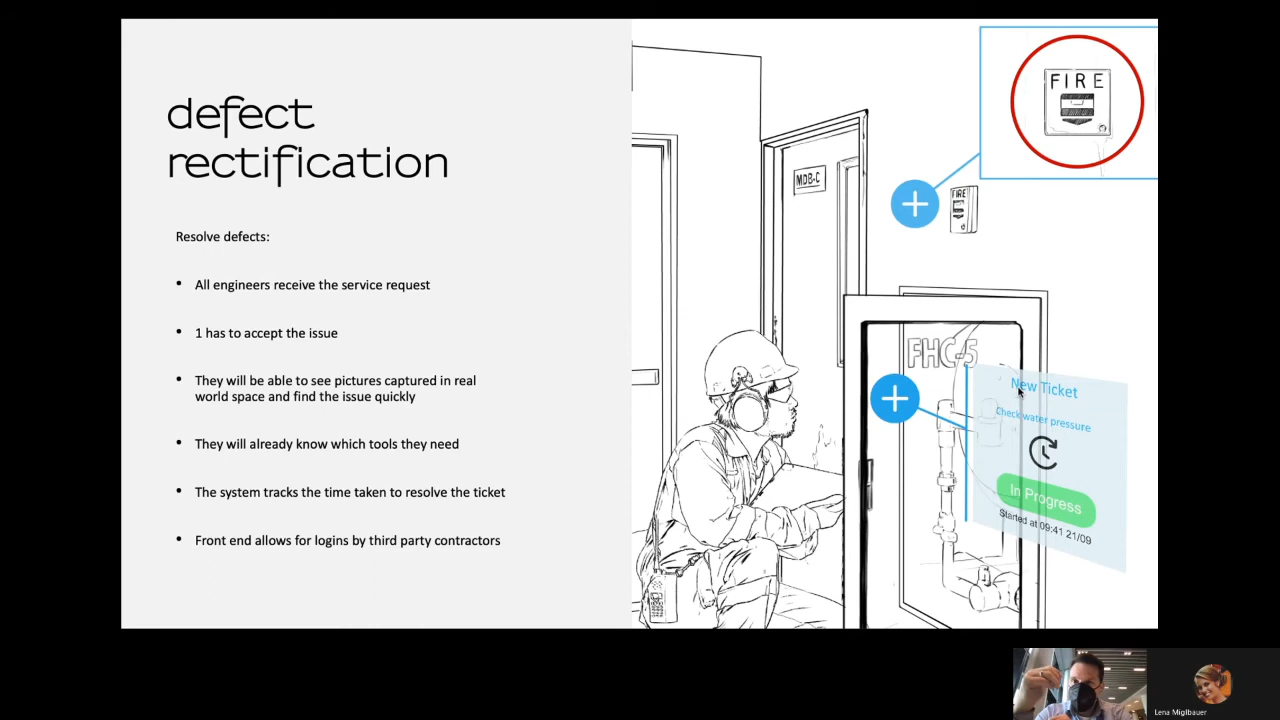 defect
rectification
Resolve defects:
• All engineers receive the service request
• 1 has to accept the issue
• They will be able to see pictures captured in real
world space and find the issue quickly
• They will already know which tools they need
• The system tracks the time taken to resolve the ticket
• Front end allows for logins by third party contractors
FIRE
MDB-C
FIRE
FHC-5
New Ticket
Check water pressure
In Progress
Started at 09:41 21/09
Lena Miglbauer